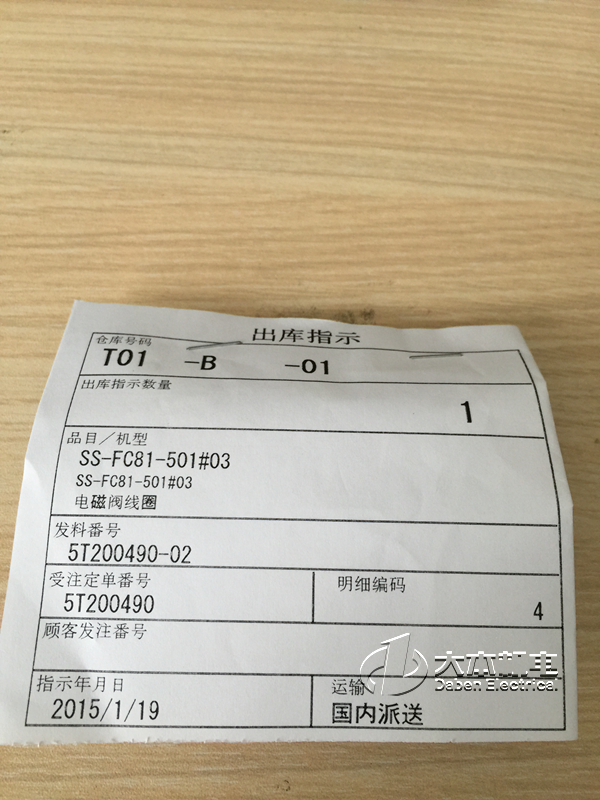 出库指示
仓库号码
T01 -B -01
出库指示数量
1
品目／机型
SS-FC81-501#03
SS-FC81-501#03
电磁阀线圈
发料番号
5T200490-02
受注定单番号
5T200490
明细编码
4
顾客发注番号
指示年月日
2015/1/19
运输
国内派送
大本机电
Daben Electrical.